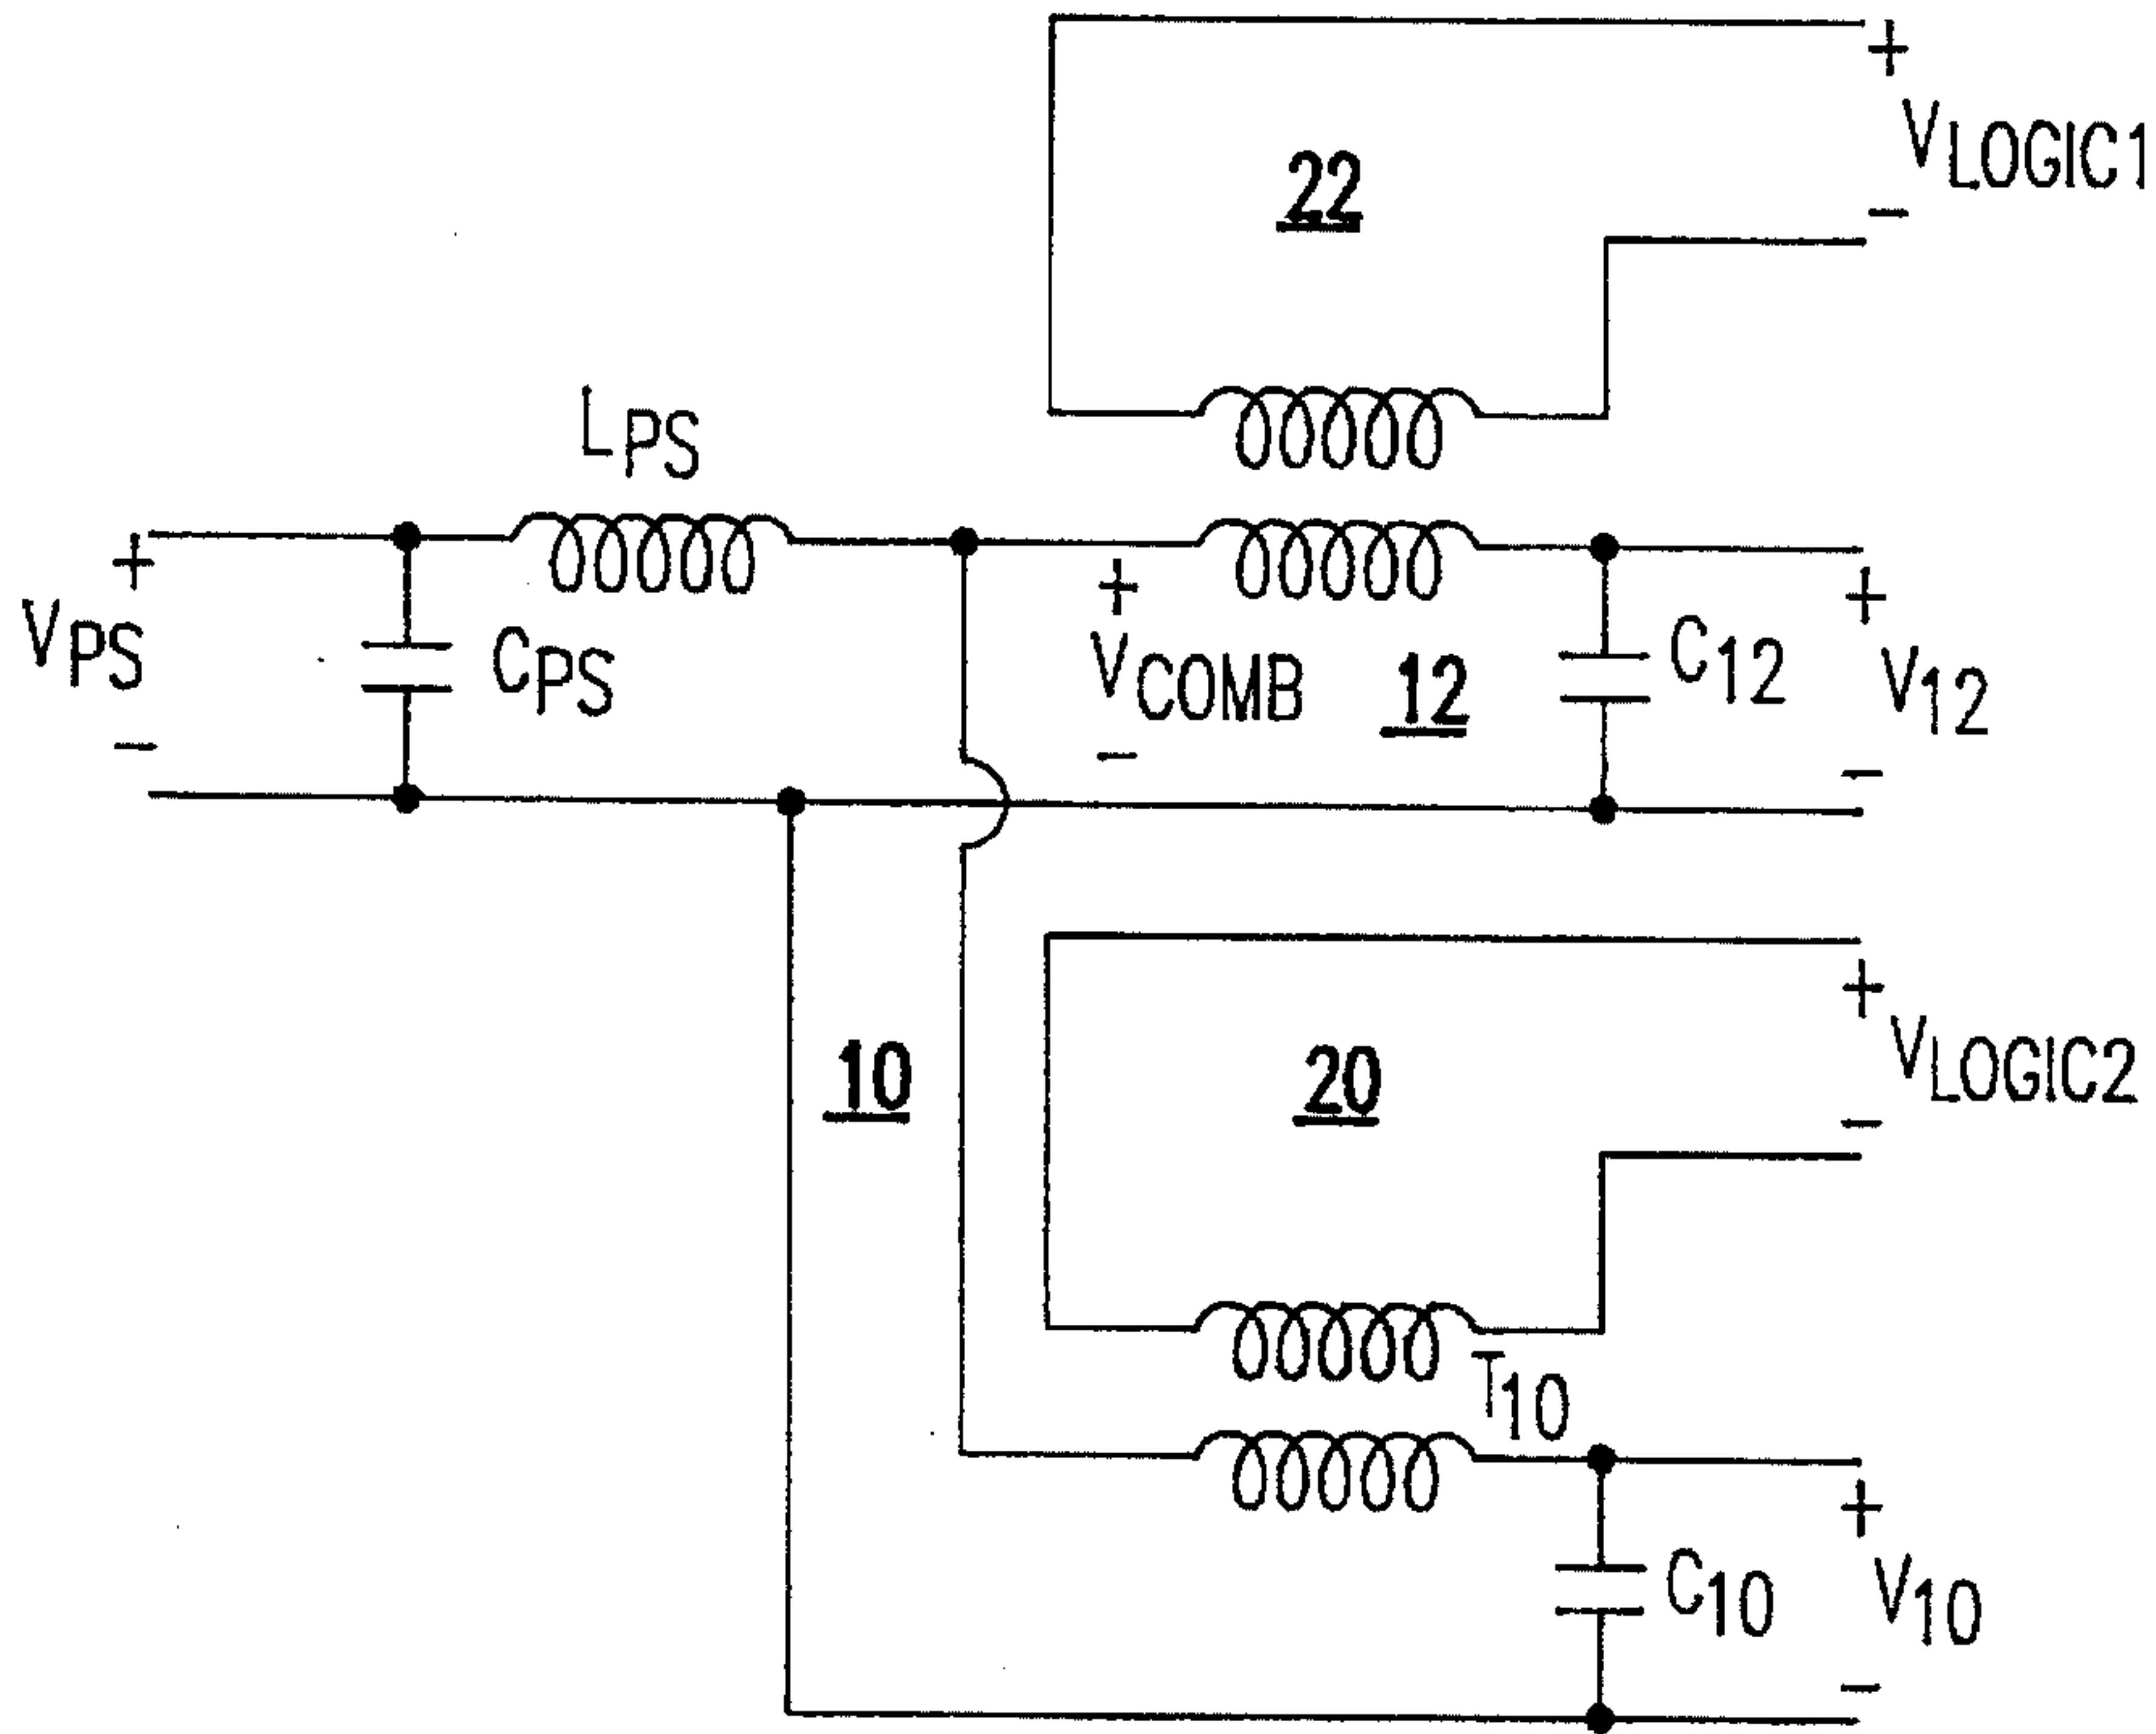 +
VLOGIC1
22
−
LPS
+
VPS
CPS
−
+
VCOMB
−
12
C12
+
V12
−
10
20
+
VLOGIC2
−
T10
C10
+
V10
−